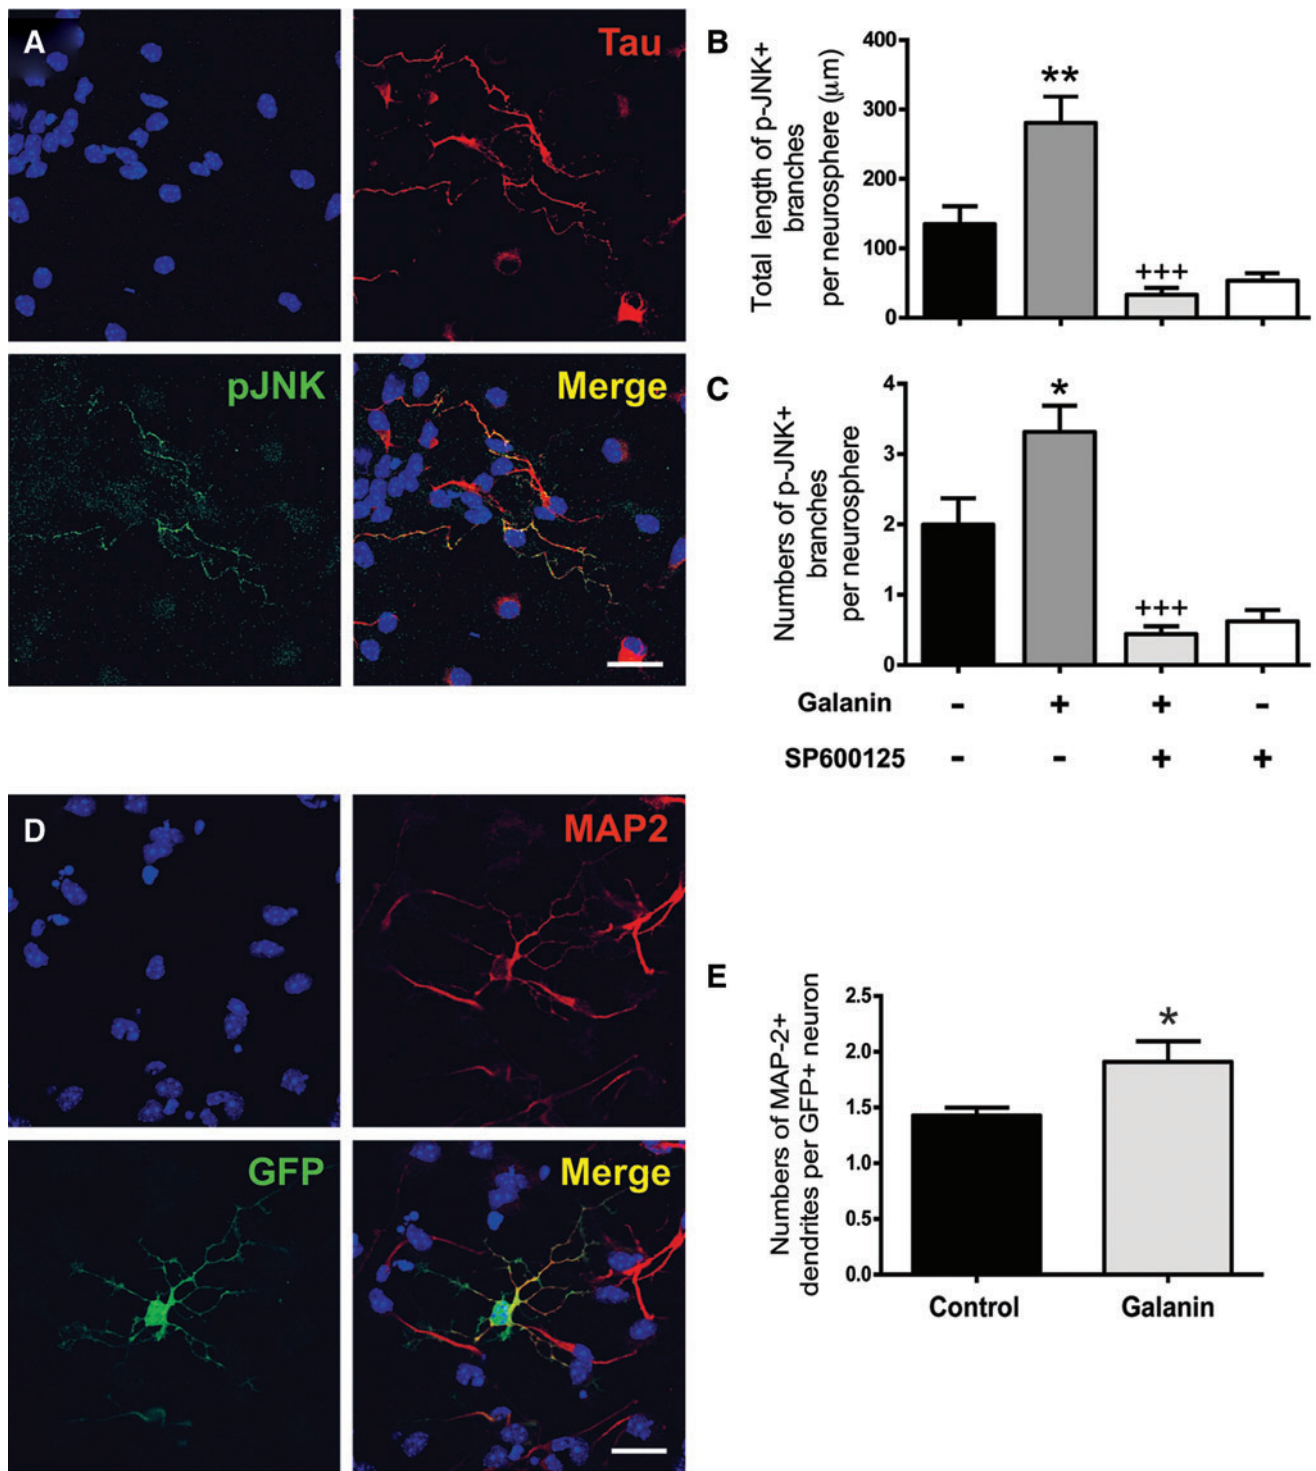 A
Tau
pJNK
Merge
B
Total length of p-JNK+
branches
per neurosphere (μm)
400
300
200
100
0
**
+++
C
Numbers of p-JNK+
branches
per neurosphere
4
3
2
1
0
*
+++
Galanin - + + -
SP600125 - - + +
D
MAP2
GFP
Merge
E
Numbers of MAP-2+
dendrites per GFP+ neuron
2.5
2.0
1.5
1.0
0.5
0.0
*
Control Galanin